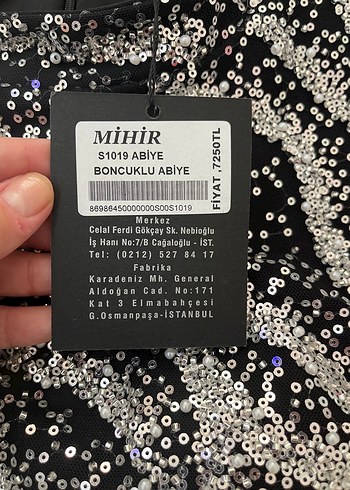 MİHİR
S1019 ABİYE
BONCUKLU ABİYE
FİYAT ,7250TL
86986450000000S00S1019
Merkez
Celal Ferdi Gökçay Sk. Nebioğlu
İş Hanı No:7/B Cağaloğlu - İST.
Tel: (0212) 527 84 17
Fabrika
Karadeniz Mh. General
Aldoğan Cad. No:171
Kat 3 Elmabahçesi
G.Osmanpaşa-İSTANBUL